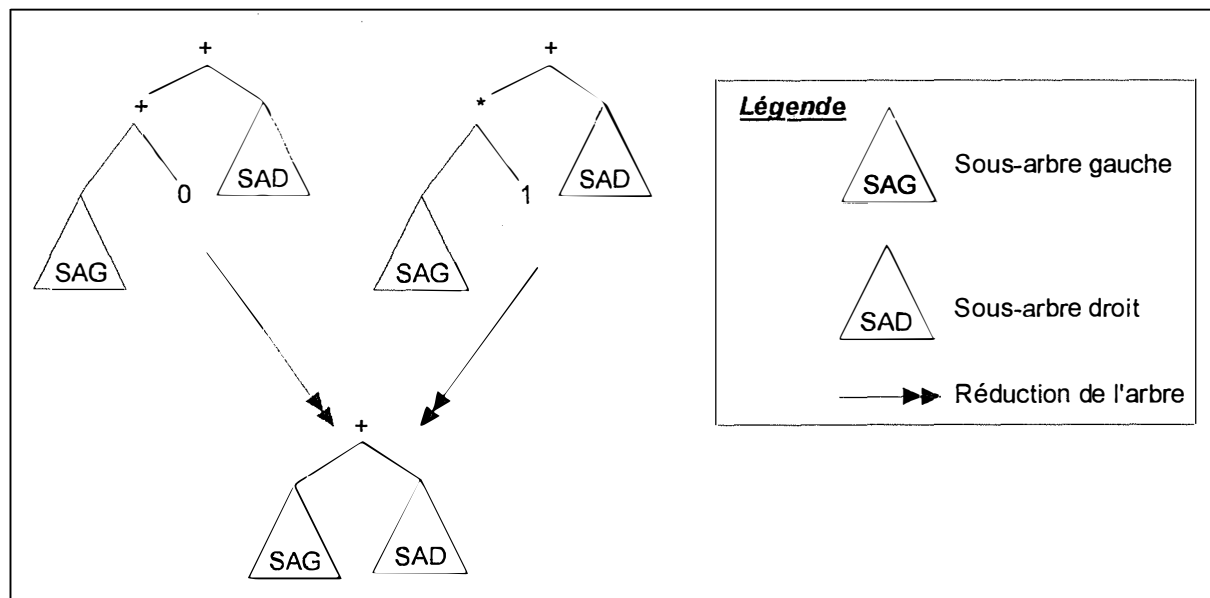 +
+
SAG
0
SAD
+
*
SAG
1
SAD
+
SAG
SAD
Légende
SAG
Sous-arbre gauche
SAD
Sous-arbre droit
Réduction de l'arbre